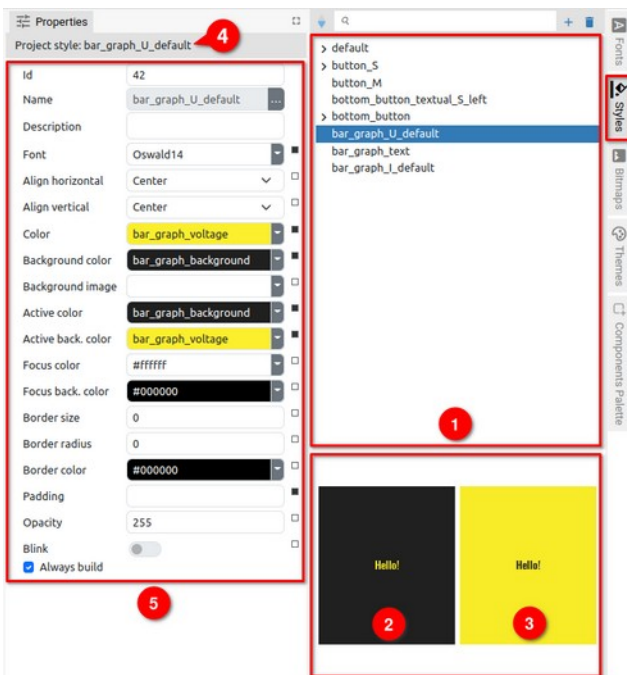 Properties
Project style: bar_graph_U_default
4
Id 42
Name bar_graph_U_default ...
Description
Font Oswald14
Align horizontal Center
Align vertical Center
Color bar_graph_voltage
Background color bar_graph_background
Background image
Active color bar_graph_background
Active back. color bar_graph_voltage
Focus color #ffffff
Focus back. color #000000
Border size 0
Border radius 0
Border color #000000
Padding
Opacity 255
Blink
Always build
5
default
button_S
button_M
bottom_button_textual_S_left
bottom_button
bar_graph_U_default
bar_graph_text
bar_graph_I_default
1
Hello!
2
Hello!
3
A Fonts
Styles
Bitmaps
Themes
Components Palette